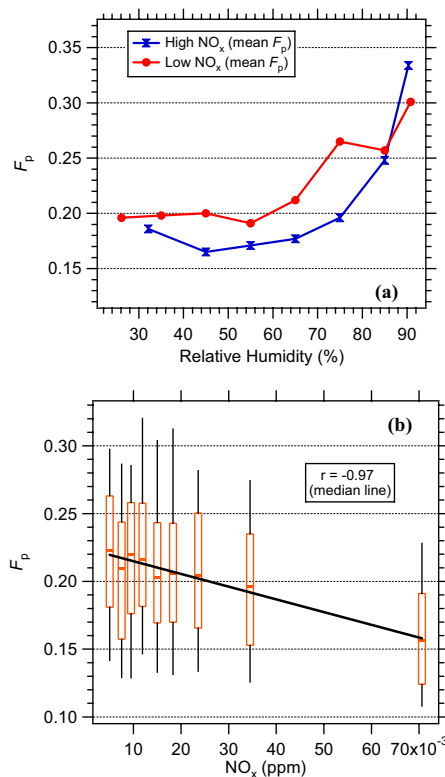 0.35
0.30
0.25
0.20
0.15
Fp
High NOx (mean Fp)
Low NOx (mean Fp)
(a)
30 40 50 60 70 80 90
Relative Humidity (%)
(b)
0.30
0.25
0.20
0.15
0.10
Fp
r = -0.97
(median line)
10 20 30 40 50 60 70x10-3
NOx (ppm)